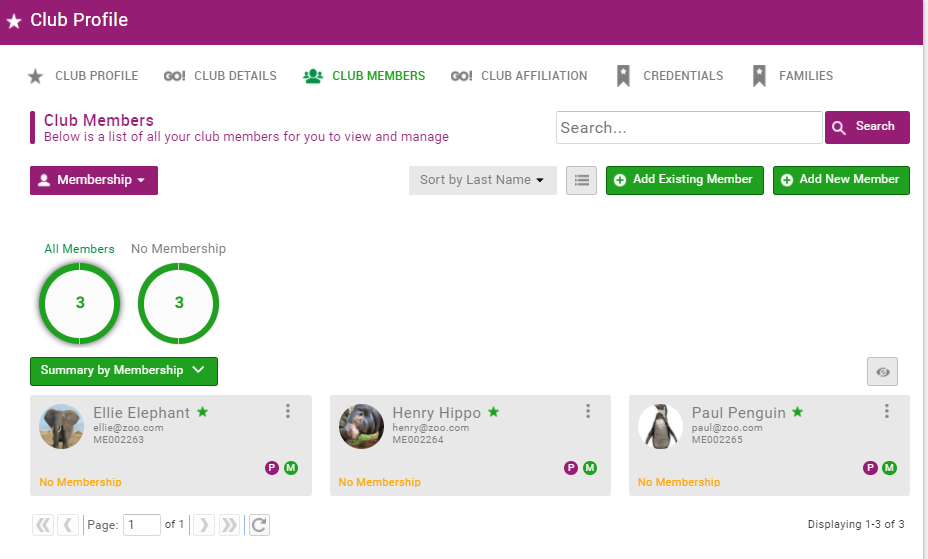 Club Profile
CLUB PROFILE GO! CLUB DETAILS CLUB MEMBERS GO! CLUB AFFILIATION CREDENTIALS FAMILIES
Club Members
Below is a list of all your club members for you to view and manage
Search... Search
Membership Sort by Last Name Add Existing Member Add New Member
All Members No Membership
3 3
Summary by Membership
Ellie Elephant
ellie@zoo.com
ME002263
P M
No Membership
Henry Hippo
henry@zoo.com
ME002264
P M
No Membership
Paul Penguin
paul@zoo.com
ME002265
P M
No Membership
Page: 1 of 1 Displaying 1-3 of 3